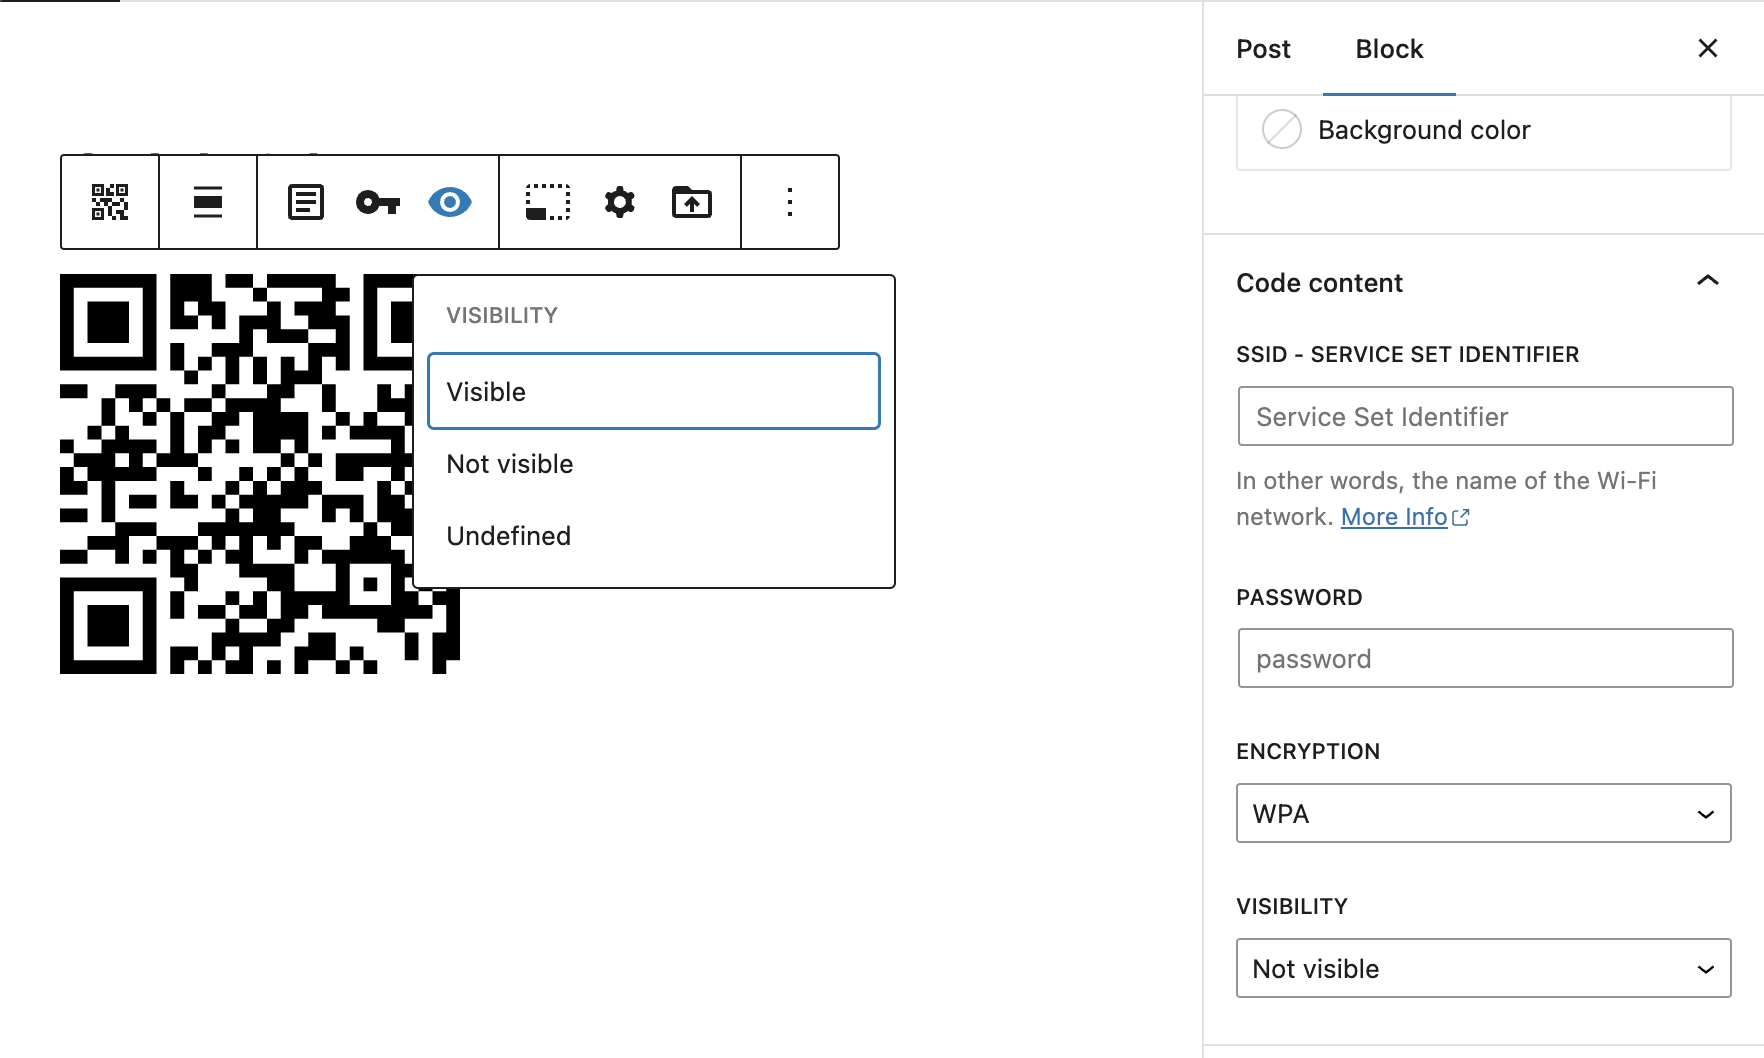 Post
Block
Background color
Code content
SSID - SERVICE SET IDENTIFIER
Service Set Identifier
In other words, the name of the Wi-Fi
network. More Info
PASSWORD
password
ENCRYPTION
WPA
VISIBILITY
Not visible
VISIBILITY
Visible
Not visible
Undefined